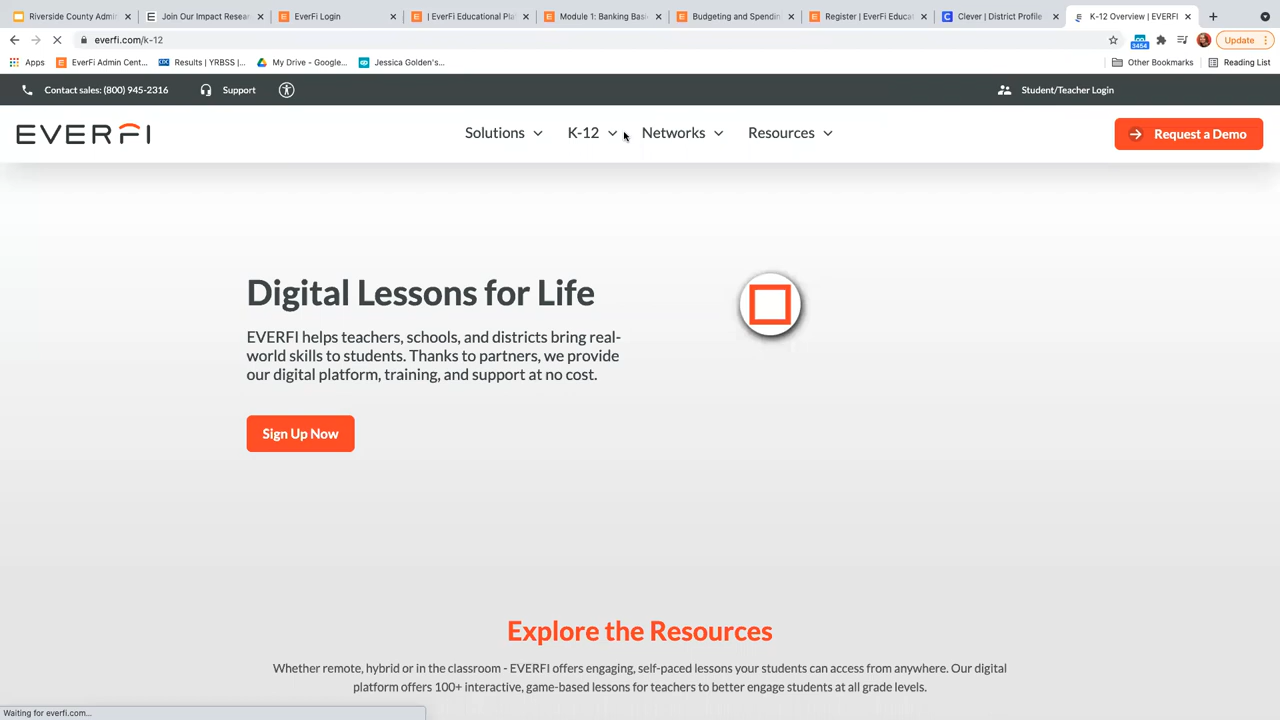 Riverside County Admi
Join Our Impact Resear
EverFi Login
| EverFi Educational Pla
Module 1: Banking Basi
Budgeting and Spendin
Register | EverFi Educat
Clever | District Profile
K-12 Overview | EVERFI
everfi.com/k-12
3454
Update
Apps
EverFi Admin Cent...
Results | YRBSS |...
My Drive - Google...
Jessica Golden's...
Other Bookmarks
Reading List
Contact sales: (800) 945-2316
Support
Student/Teacher Login
EVERFI
Solutions
K-12
Networks
Resources
Request a Demo
Digital Lessons for Life
EVERFI helps teachers, schools, and districts bring real-
world skills to students. Thanks to partners, we provide
our digital platform, training, and support at no cost.
Sign Up Now
Explore the Resources
Whether remote, hybrid or in the classroom - EVERFI offers engaging, self-paced lessons your students can access from anywhere. Our digital
platform offers 100+ interactive, game-based lessons for teachers to better engage students at all grade levels.
Waiting for everfi.com...